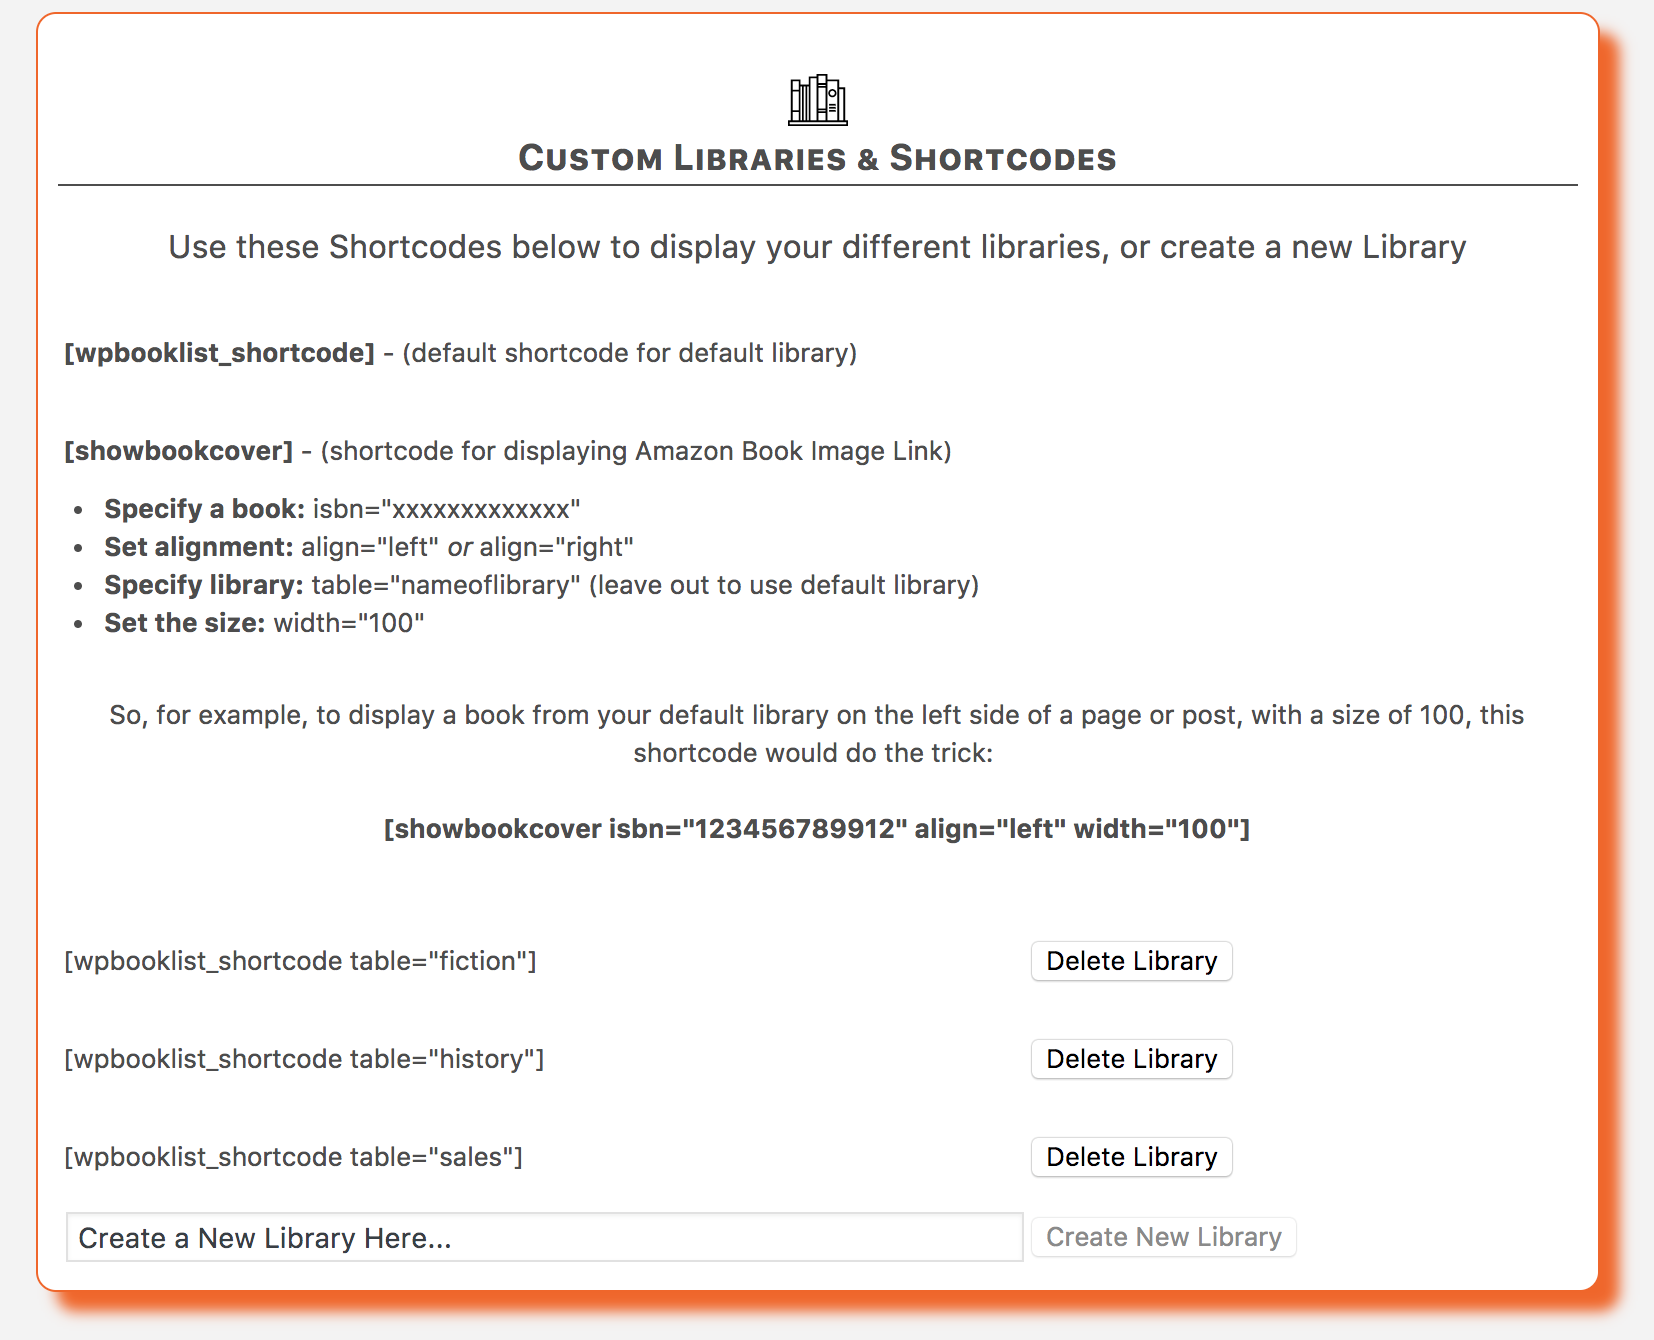 Custom Libraries & Shortcodes
Use these Shortcodes below to display your different libraries, or create a new Library
[wpbooklist_shortcode] - (default shortcode for default library)
[showbookcover] - (shortcode for displaying Amazon Book Image Link)
• Specify a book: isbn="xxxxxxxxxxxxx"
• Set alignment: align="left" or align="right"
• Specify library: table="nameoflibrary" (leave out to use default library)
• Set the size: width="100"
So, for example, to display a book from your default library on the left side of a page or post, with a size of 100, this
shortcode would do the trick:
[showbookcover isbn="123456789912" align="left" width="100"]
[wpbooklist_shortcode table="fiction"] Delete Library
[wpbooklist_shortcode table="history"] Delete Library
[wpbooklist_shortcode table="sales"] Delete Library
Create a New Library Here... Create New Library